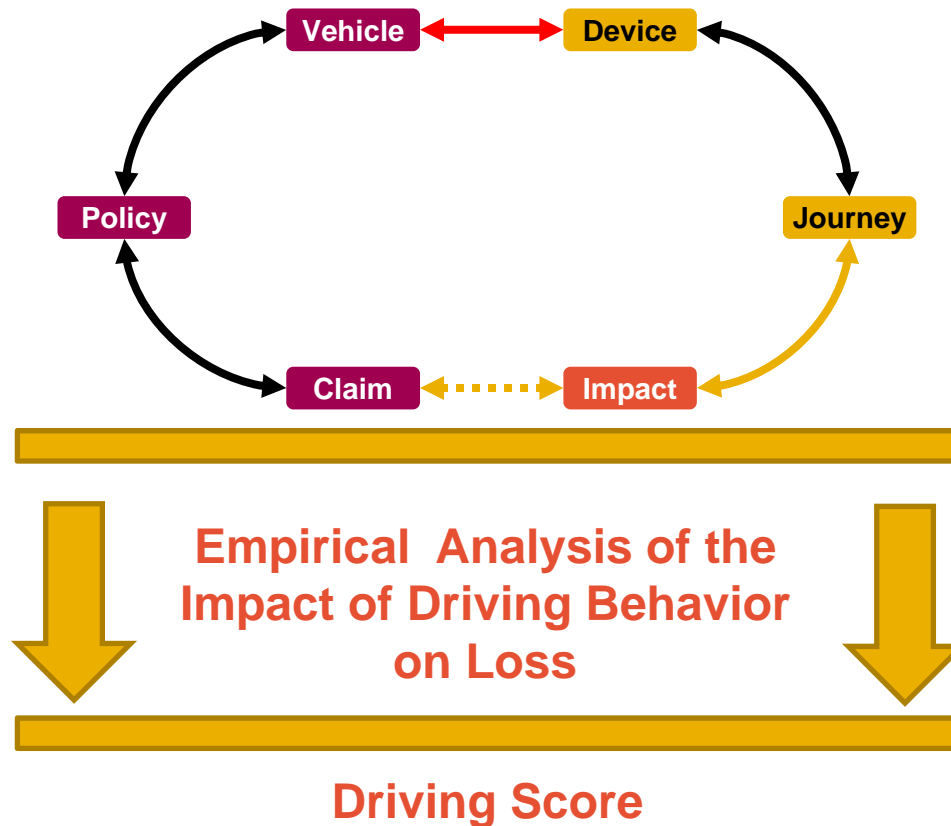 Vehicle
Device
Policy
Journey
Claim
Impact
Empirical Analysis of the
Impact of Driving Behavior
on Loss
Driving Score